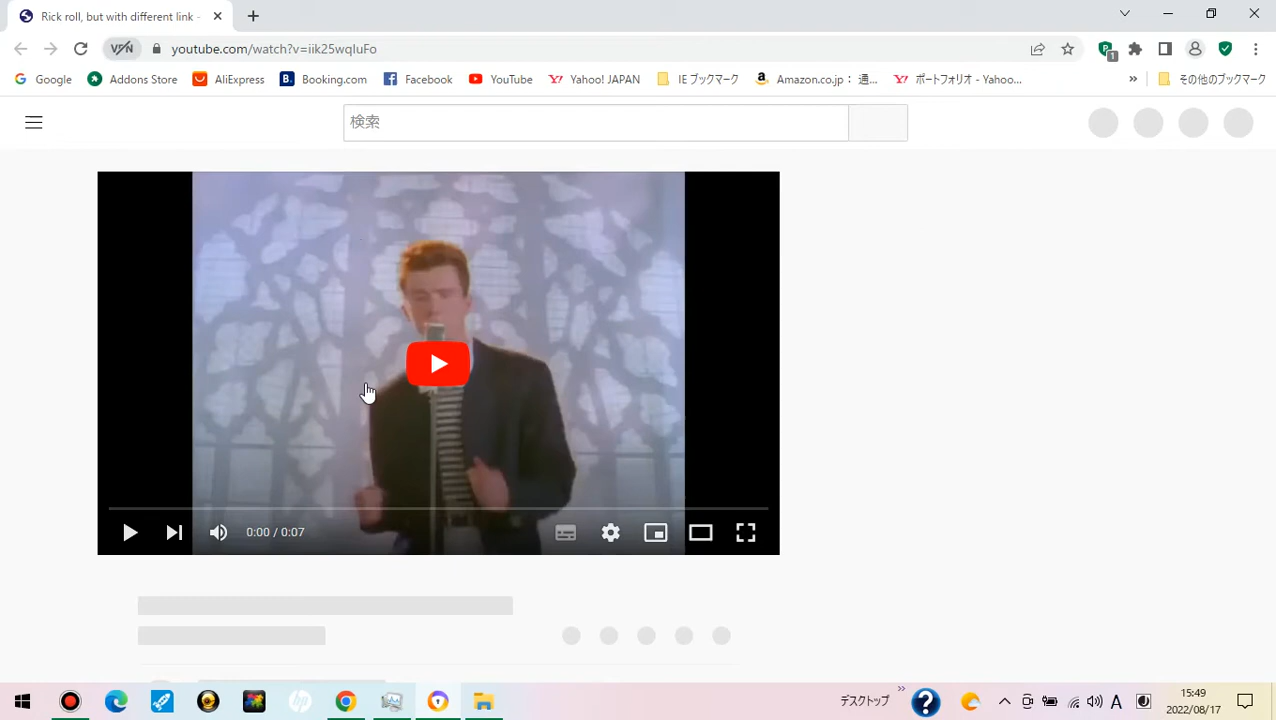 Rick roll, but with different link -
VPN youtube.com/watch?v=iik25wqIuFo
1
Google Addons Store AliExpress B. Booking.com Facebook YouTube Yahoo! JAPAN IE ブックマーク Amazon.co.jp： 通... ポートフォリオ - Yahoo... » その他のブックマーク
検索
0:00 / 0:07
デスクトップ » ? A 15:49
2022/08/17